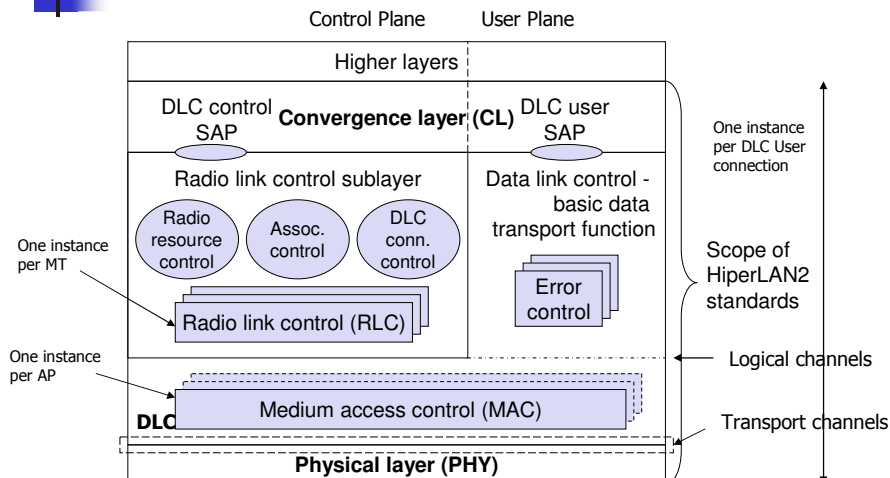 Control Plane
User Plane
Higher layers
DLC control
SAP
Convergence layer (CL)
DLC user
SAP
One instance
per DLC User
connection
Radio link control sublayer
Data link control -
basic data
transport function
Radio
resource
control
Assoc.
control
DLC
conn.
control
One instance
per MT
Error
control
Scope of
HiperLAN2
standards
Radio link control (RLC)
One instance
per AP
Logical channels
Medium access control (MAC)
DLC
Transport channels
Physical layer (PHY)